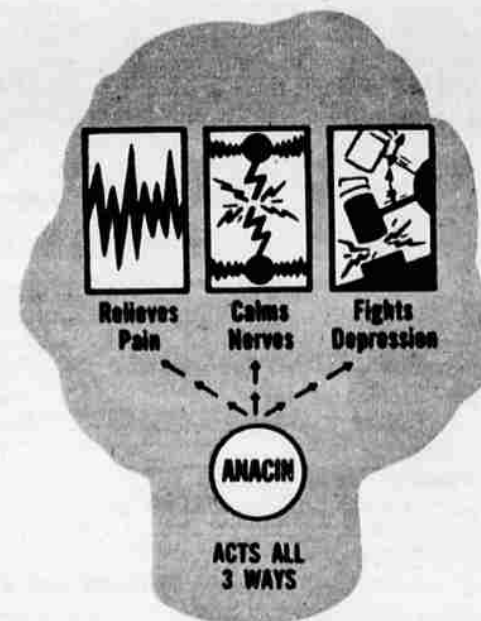 Relieves
Pain
Calms
Nerves
Fights
Depression
ANACIN
ACTS ALL
3 WAYS